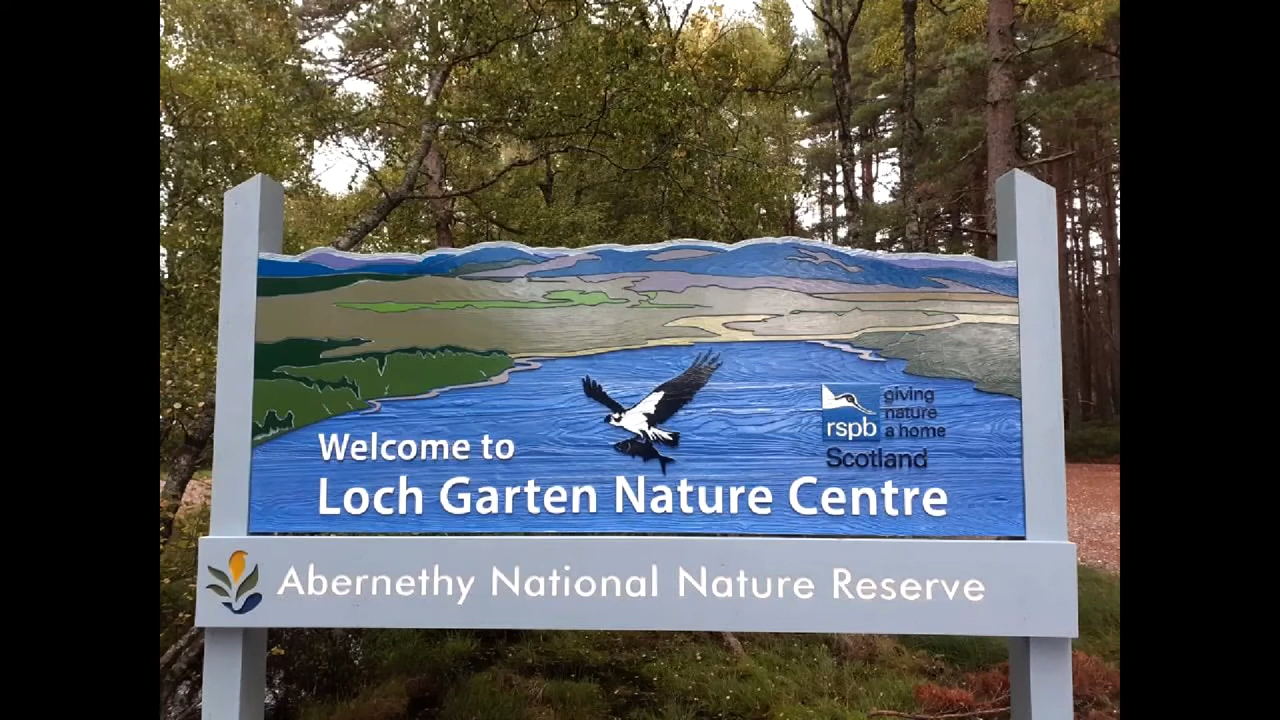 giving
nature
a home
rspb
Scotland
Welcome to
Loch Garten Nature Centre
Abernethy National Nature Reserve